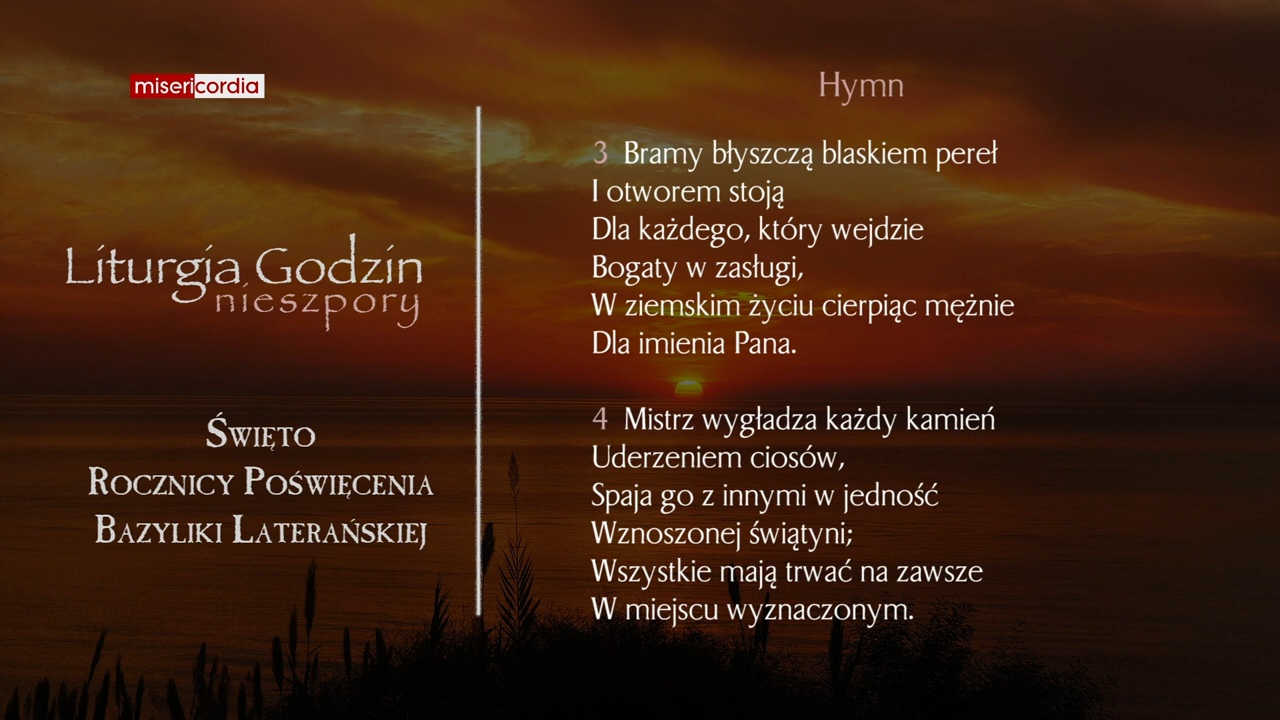 misericordia
Liturgia Godzin
nieszpory
Święto
Rocznicy Poświęcenia
Bazyliki Laterańskiej
Hymn
3 Bramy błyszczą blaskiem pereł
I otworem stoją
Dla każdego, który wejdzie
Bogaty w zasługi,
W ziemskim życiu cierpiąc mężnie
Dla imienia Pana.
4 Mistrz wygładza każdy kamień
Uderzeniem ciosów,
Spaja go z innymi w jedność
Wznoszonej świątyni;
Wszystkie mają trwać na zawsze
W miejscu wyznaczonym.